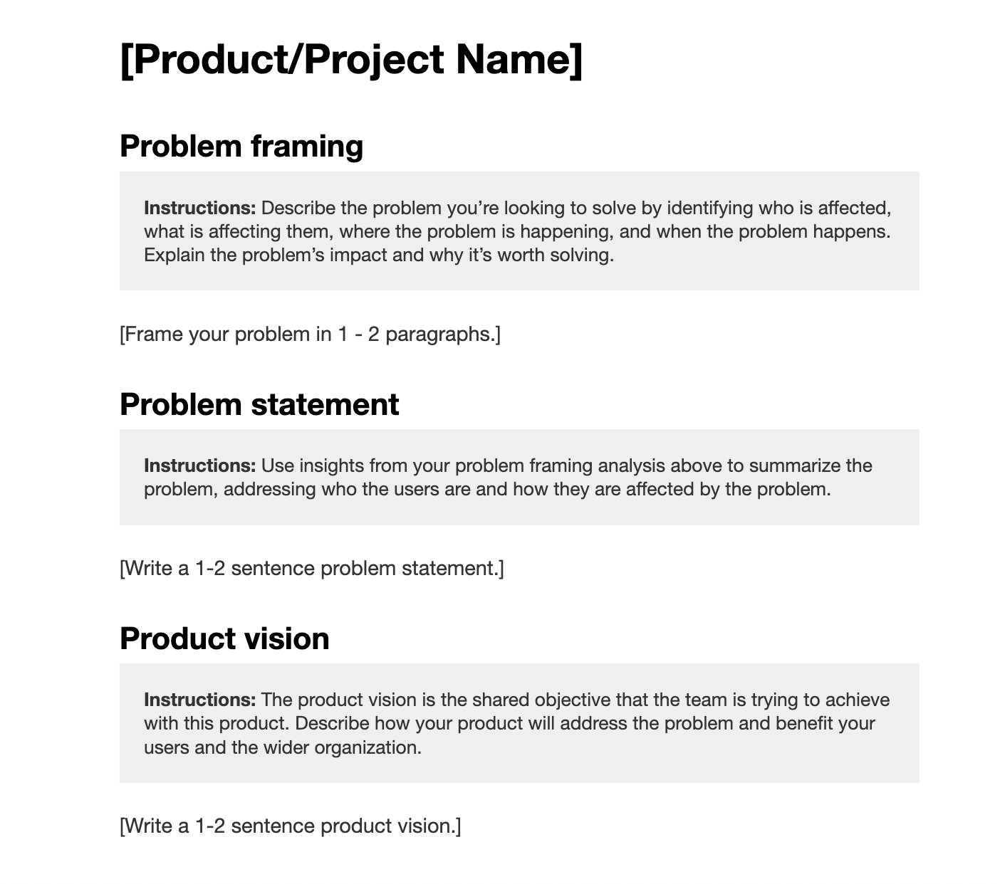 [Product/Project Name]
Problem framing
Instructions: Describe the problem you’re looking to solve by identifying who is affected,
what is affecting them, where the problem is happening, and when the problem happens.
Explain the problem’s impact and why it’s worth solving.
[Frame your problem in 1 - 2 paragraphs.]
Problem statement
Instructions: Use insights from your problem framing analysis above to summarize the
problem, addressing who the users are and how they are affected by the problem.
[Write a 1-2 sentence problem statement.]
Product vision
Instructions: The product vision is the shared objective that the team is trying to achieve
with this product. Describe how your product will address the problem and benefit your
users and the wider organization.
[Write a 1-2 sentence product vision.]